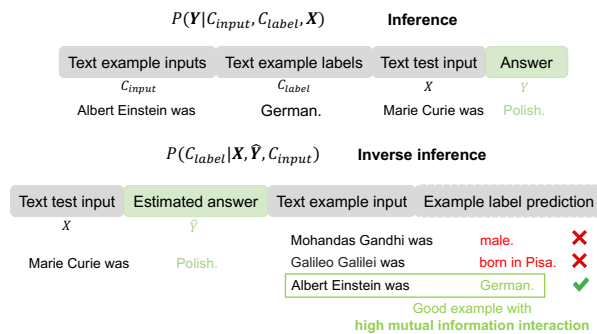 P(Y|C_input, C_label, X) Inference
Text example inputs Text example labels Text test input Answer
C_input C_label X Y
Albert Einstein was German. Marie Curie was Polish.
P(C_label|X, Ŷ, C_input) Inverse inference
Text test input Estimated answer Text example input Example label prediction
X Ŷ
Mohandas Gandhi was male. ✗
Marie Curie was Polish. Galileo Galilei was born in Pisa. ✗
Albert Einstein was German. ✓
Good example with
high mutual information interaction